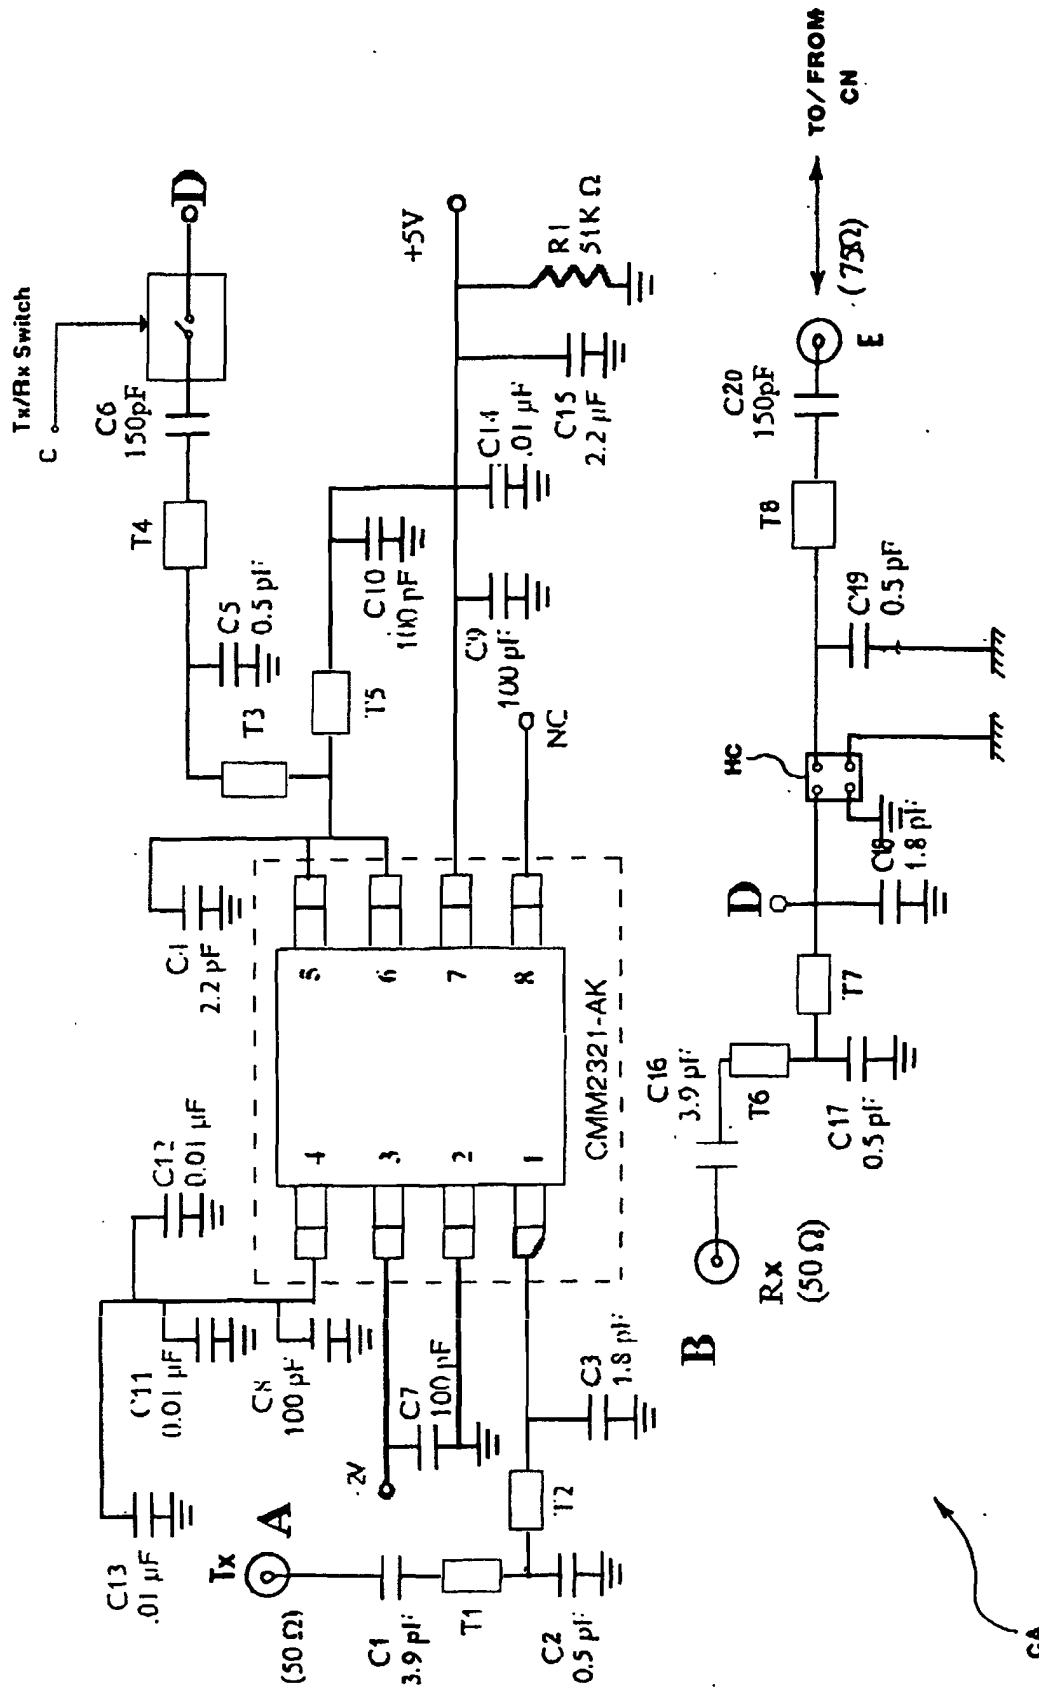 Tx/Rx Switch
C
C6
150pF
D
T4
C5
0.5 pF
T3
T5
C10
100 pF
+5V
R1
51K Ω
C14
.01 µF
C15
2.2 µF
C9
100 pF
NC
2.2 pF
C12
0.01 µF
C11
0.01 µF
C8
100 pF
C13
.01 µF
4
3
2
1
5
6
7
8
CMM2321-AK
2V
C7
100 pF
Tx
A
(50 Ω)
C1
3.9 pF
T1
T2
C2
0.5 pF
C3
1.8 pF
B
Rx
(50 Ω)
C16
3.9 pF
T6
C17
0.5 pF
T7
D
C18
1.8 pF
HC
C19
0.5 pF
T8
C20
150pF
E
(75Ω)
TO/FROM
CN